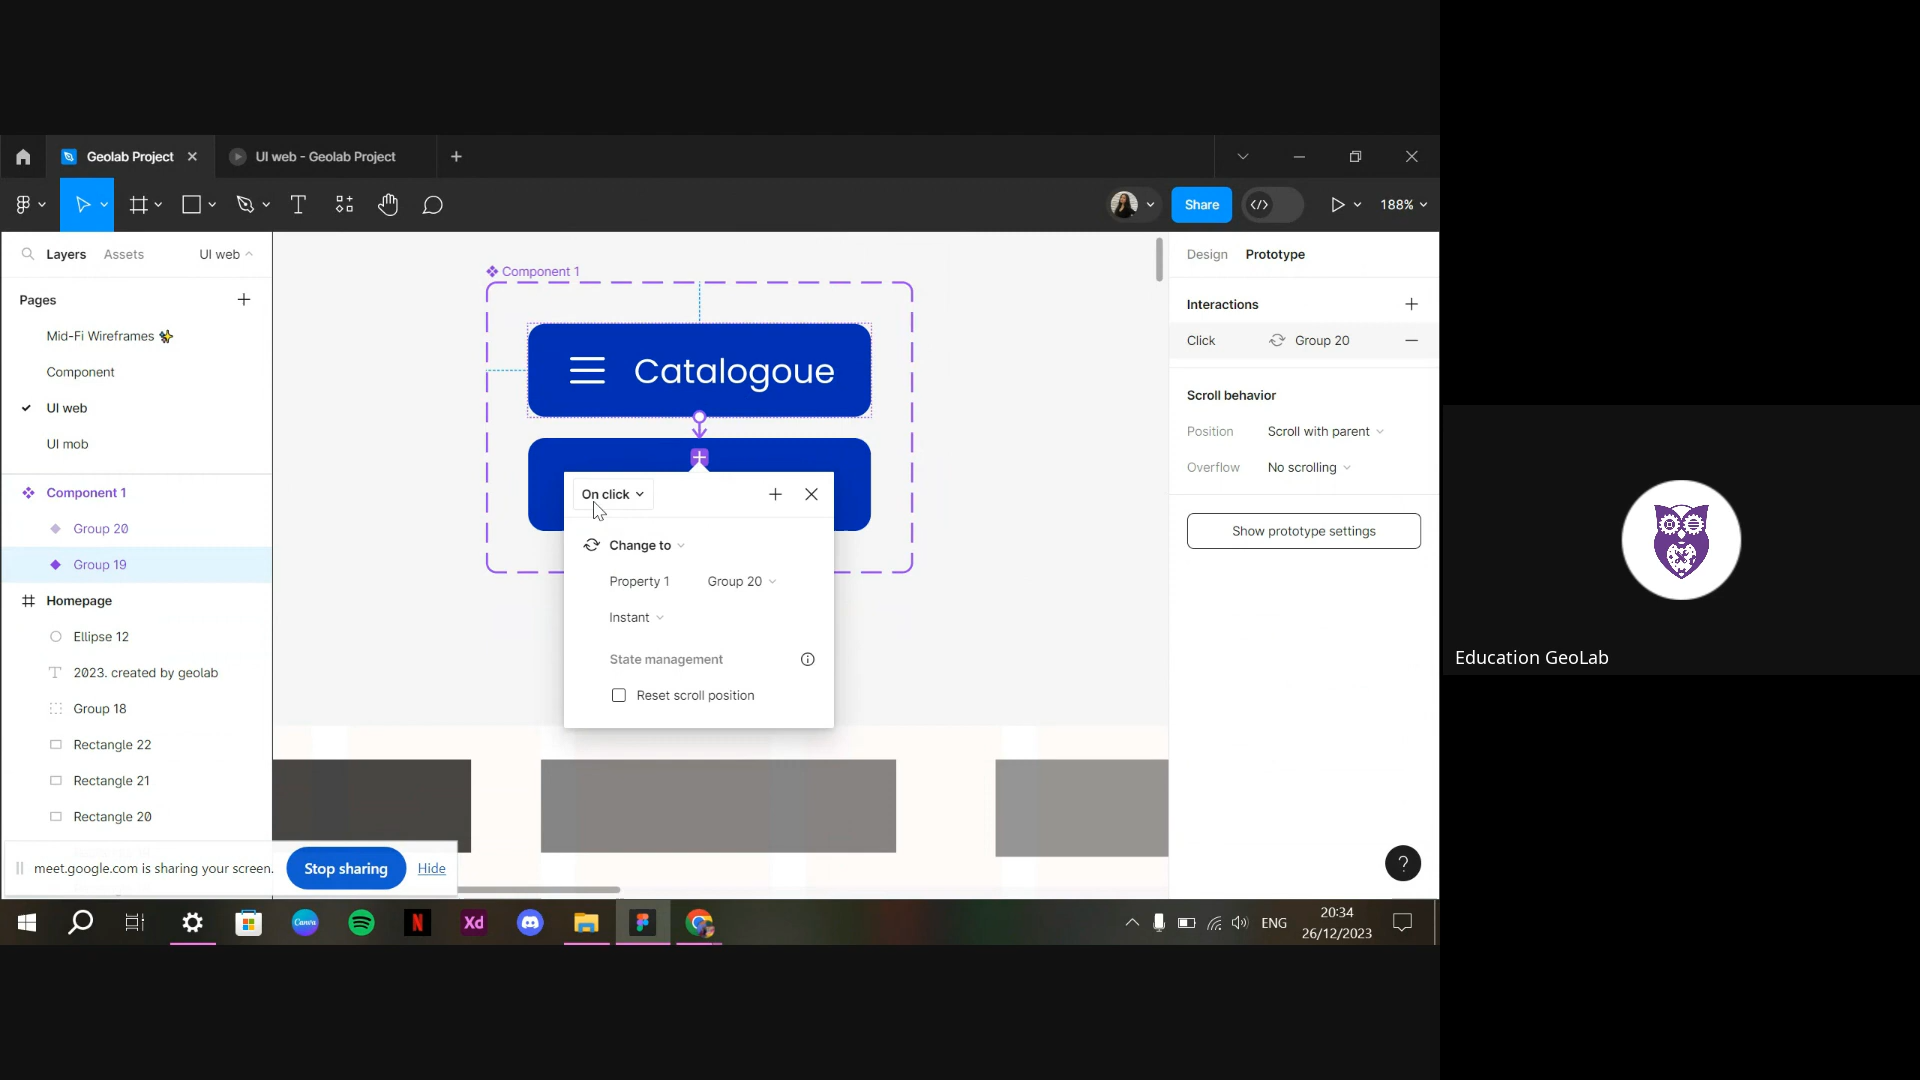 Geolab Project
UI web - Geolab Project
Share
188%
Layers
Assets
UI web
Pages
Mid-Fi Wireframes ✨
Component
UI web
UI mob
Component 1
Group 20
Group 19
Homepage
Ellipse 12
2023. created by geolab
Group 18
Rectangle 22
Rectangle 21
Rectangle 20
Component 1
Catalogoue
On click
Change to
Property 1 Group 20
Instant
State management
Reset scroll position
Design
Prototype
Interactions
Click Group 20
Scroll behavior
Position Scroll with parent
Overflow No scrolling
Show prototype settings
?
meet.google.com is sharing your screen.
Stop sharing
Hide
Canva
N
Xd
ENG
20:34
26/12/2023
Education GeoLab